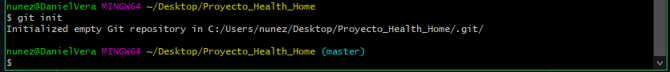 nunez@DanielVera MINGW64 ~/Desktop/Proyecto_Health_Home
$ git init
Initialized empty Git repository in C:/Users/nunez/Desktop/Proyecto_Health_Home/.git/
nunez@DanielVera MINGW64 ~/Desktop/Proyecto_Health_Home (master)
$